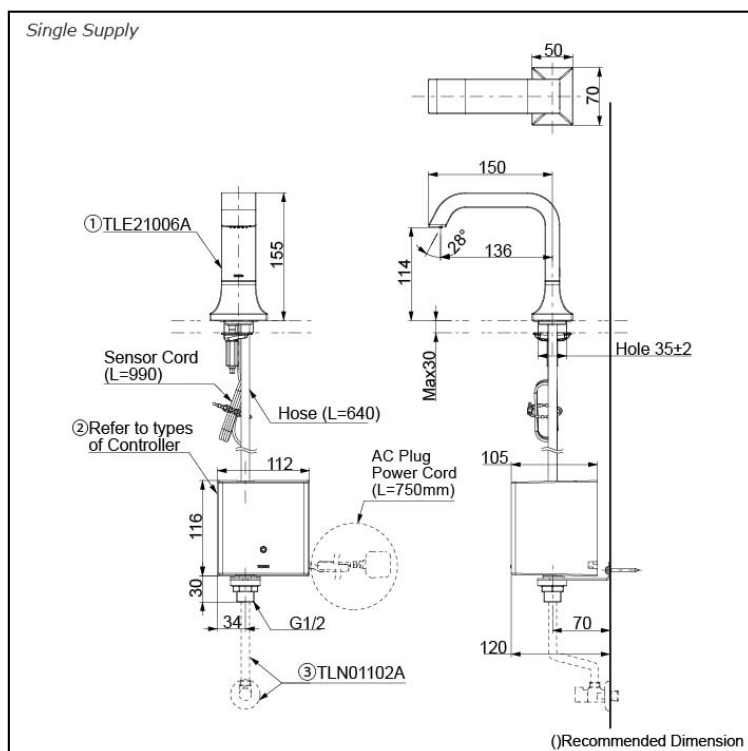 Single Supply
50
70
150
①TLE21006A
155
114
28°
136
Max30
Hole 35±2
Sensor Cord
(L=990)
Hose (L=640)
②Refer to types
of Controller
112
AC Plug
Power Cord
(L=750mm)
105
116
30
34
G1/2
70
120
③TLN01102A
()Recommended Dimension